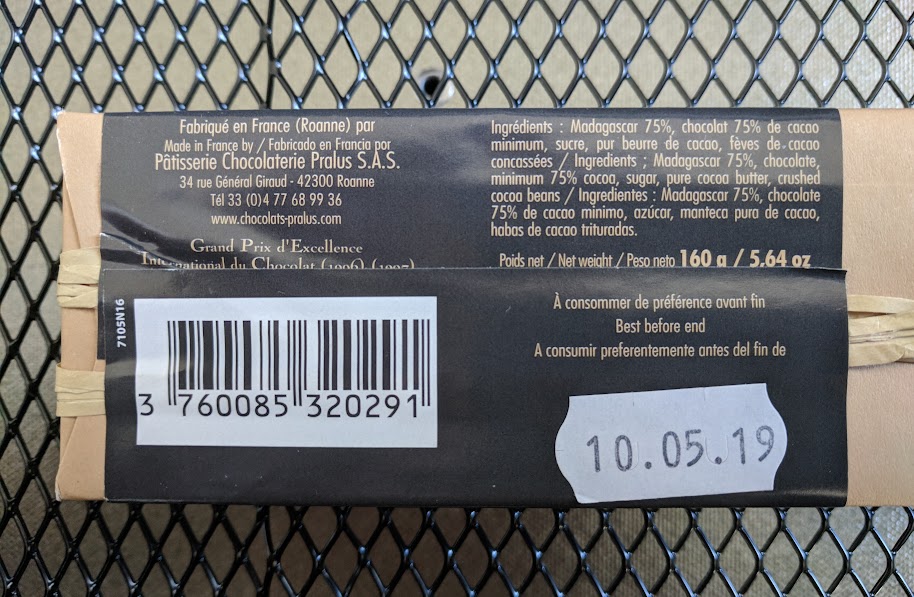 Fabriqué en France (Roanne) par
Made in France by / Fabricado en Francia por
Pâtisserie Chocolaterie Pralus S.A.S.
34 rue Général Giraud - 42300 Roanne
Tél 33 (0)4 77 68 99 36
www.chocolats-pralus.com
Grand Prix d'Excellence
International du Chocolat (1996) (1997)
Ingrédients : Madagascar 75%, chocolat 75% de cacao
minimum, sucre, pur beurre de cacao, fèves de cacao
concassées / Ingredients ; Madagascar 75%, chocolate,
minimum 75% cocoa, sugar, pure cocoa butter, crushed
cocoa beans / Ingredientes : Madagascar 75%, chocolate
75% de cacao minimo, azúcar, manteca pura de cacao,
habas de cacao trituradas.
Poids net / Net weight / Peso neto 160 g / 5,64 oz
7105N16
3 760085 320291
À consommer de préférence avant fin
Best before end
A consumir preferentemente antes del fin de
10.05.19